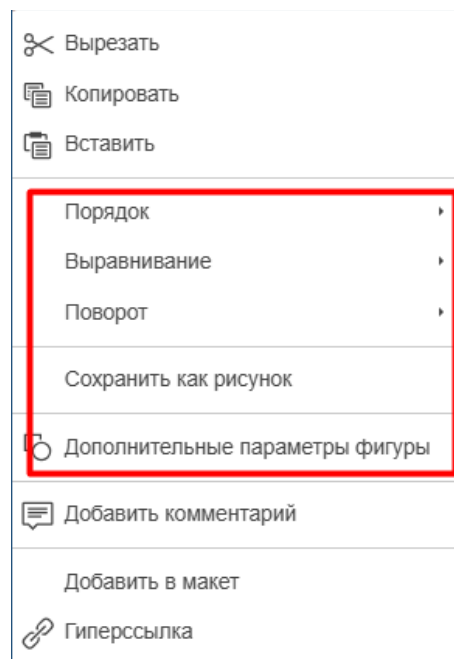 Вырезать
Копировать
Вставить
Порядок
Выравнивание
Поворот
Сохранить как рисунок
Дополнительные параметры фигуры
Добавить комментарий
Добавить в макет
Гиперссылка